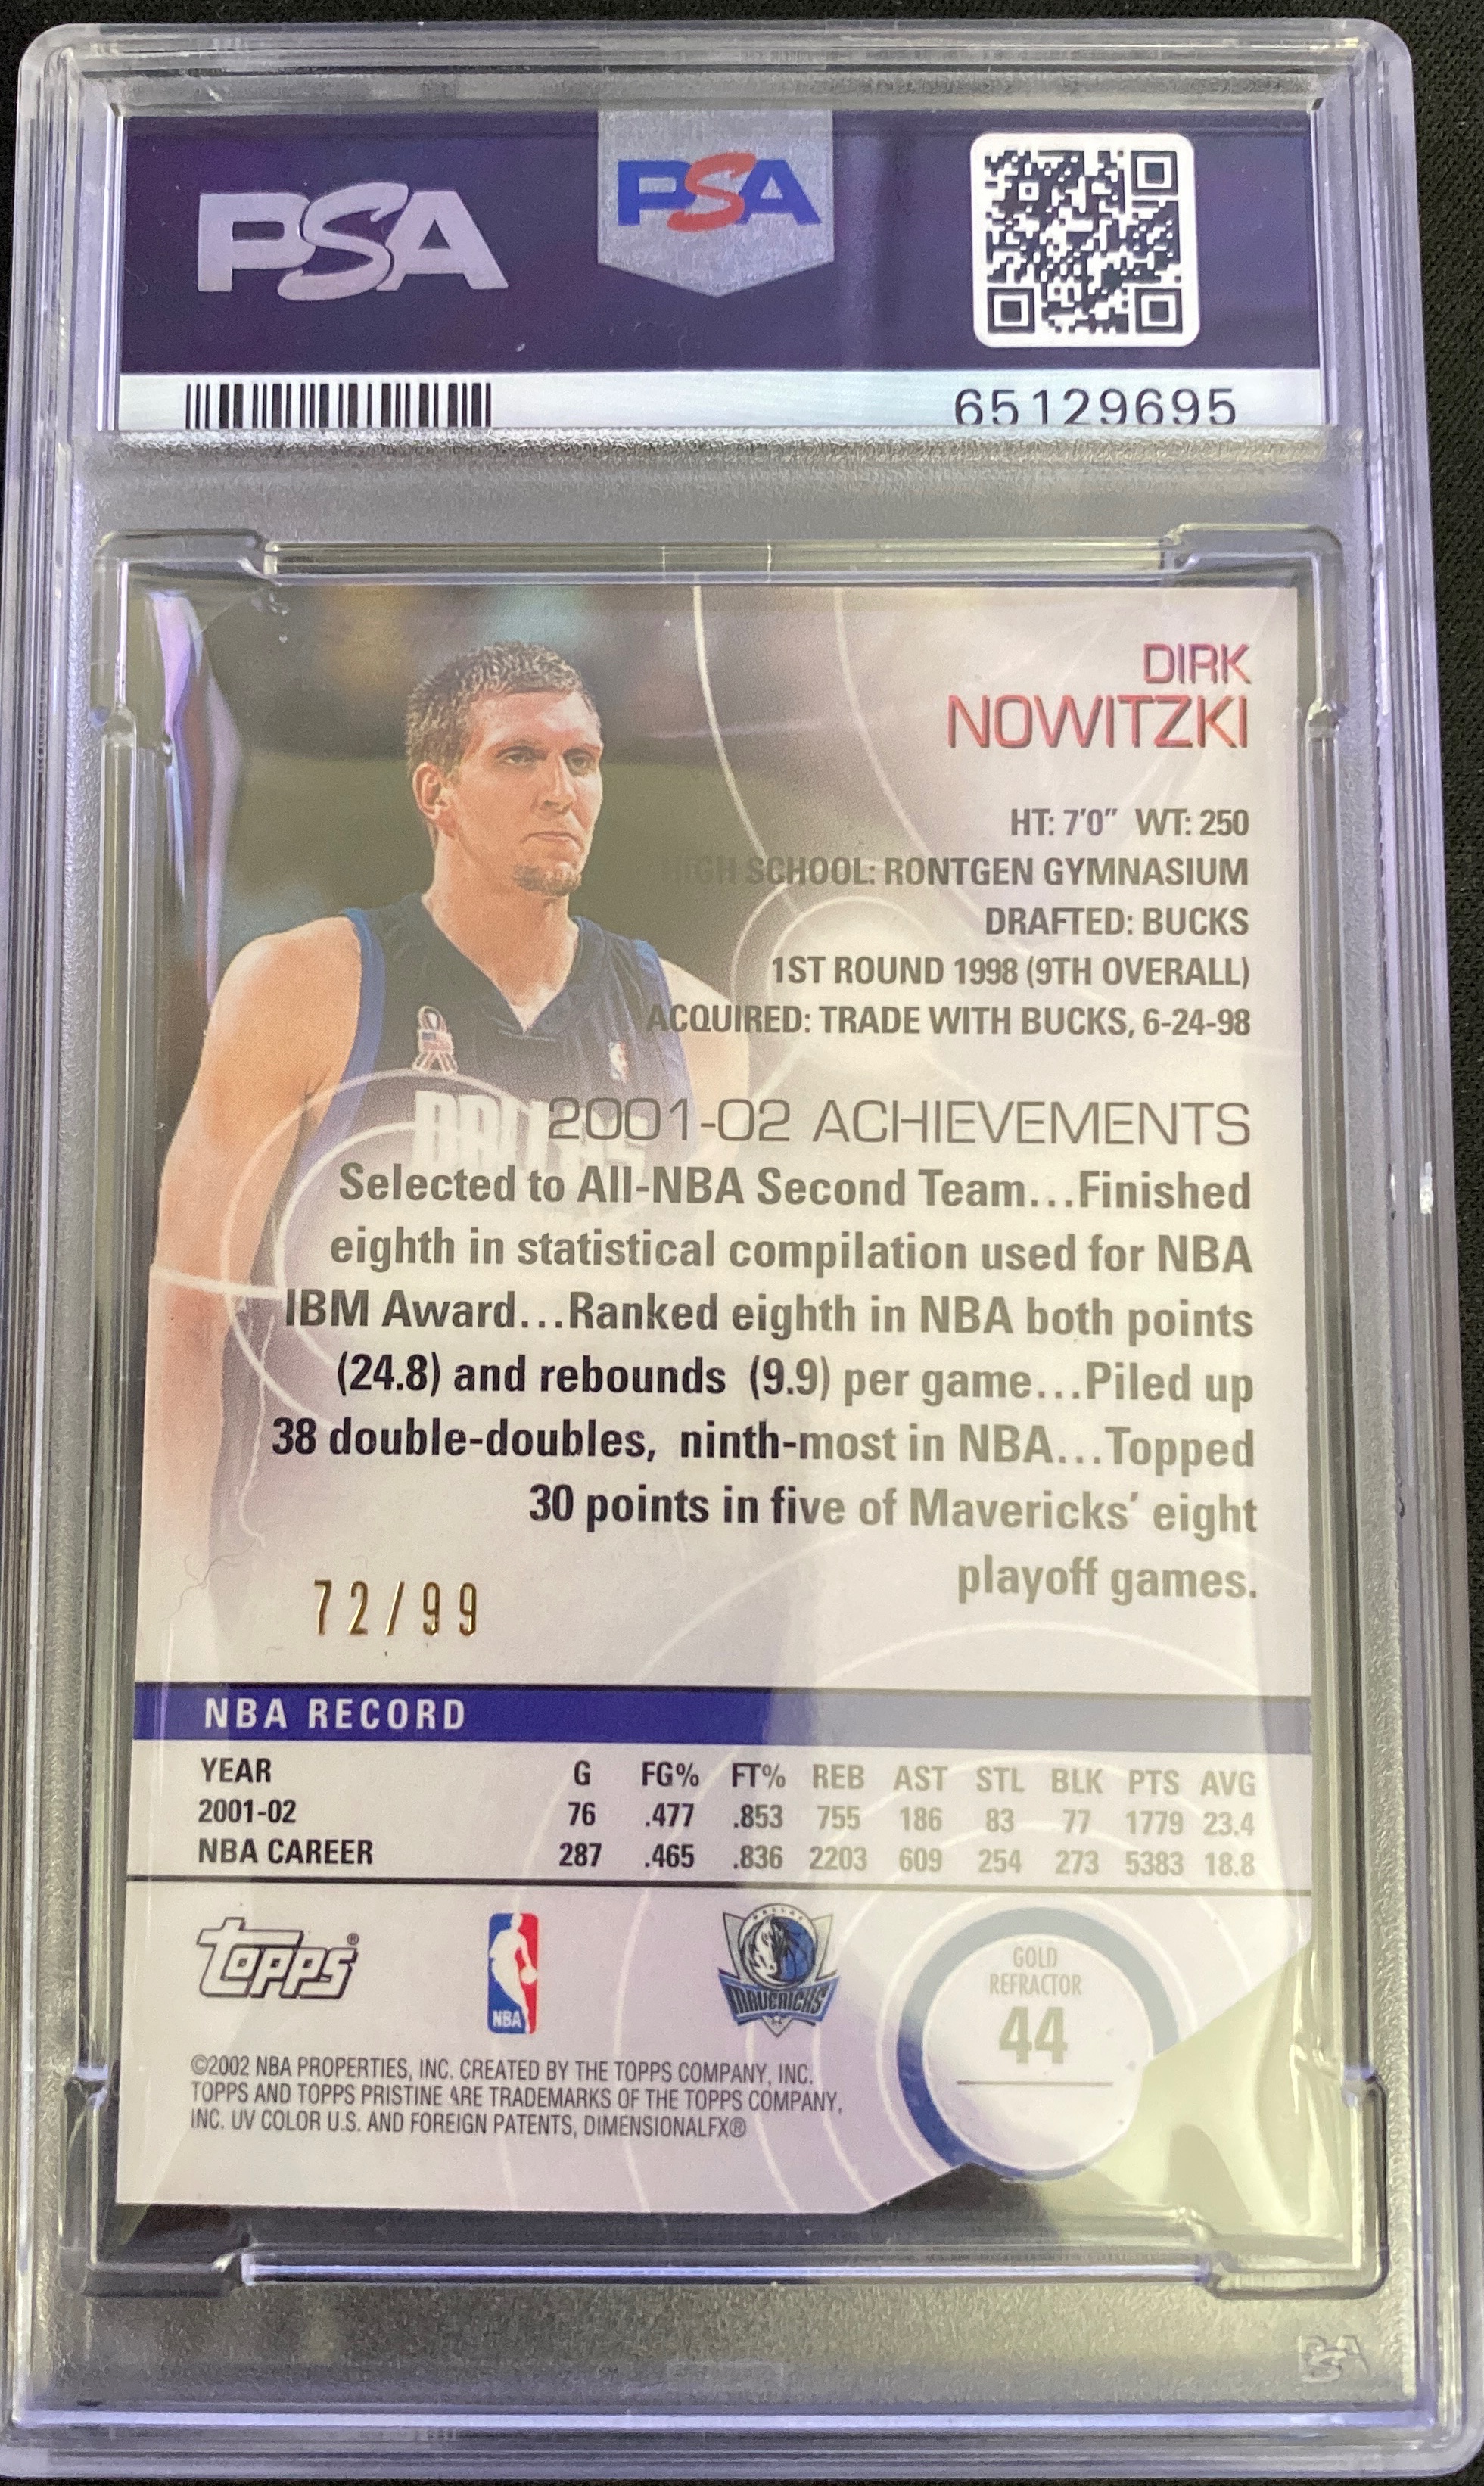 PSA
PSA
65129695
DIRK
NOWITZKI
HT: 7'0" WT: 250
HIGH SCHOOL: RONTGEN GYMNASIUM
DRAFTED: BUCKS
1ST ROUND 1998 (9TH OVERALL)
ACQUIRED: TRADE WITH BUCKS, 6-24-98
DALLAS
2001-02 ACHIEVEMENTS
Selected to All-NBA Second Team...Finished
eighth in statistical compilation used for NBA
IBM Award...Ranked eighth in NBA both points
(24.8) and rebounds (9.9) per game...Piled up
38 double-doubles, ninth-most in NBA...Topped
30 points in five of Mavericks' eight
playoff games.
72/99
NBA RECORD
YEAR G FG% FT% REB AST STL BLK PTS AVG
2001-02 76 .477 .853 755 186 83 77 1779 23.4
NBA CAREER 287 .465 .836 2203 609 254 273 5383 18.8
Topps®
NBA
DALLAS
MAVERICKS
GOLD
REFRACTOR
44
©2002 NBA PROPERTIES, INC. CREATED BY THE TOPPS COMPANY, INC.
TOPPS AND TOPPS PRISTINE ARE TRADEMARKS OF THE TOPPS COMPANY,
INC. UV COLOR U.S. AND FOREIGN PATENTS, DIMENSIONALFX®
PSA